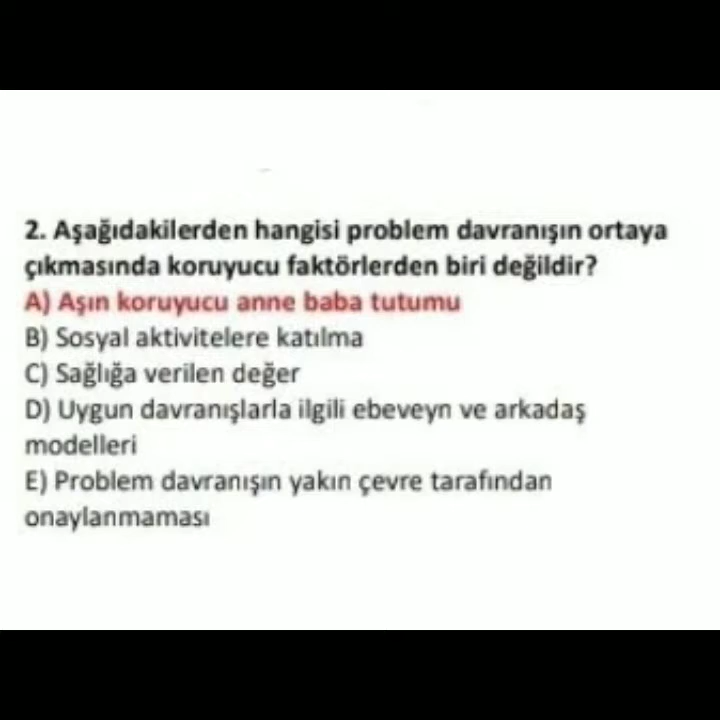 2. Aşağıdakilerden hangisi problem davranışın ortaya
çıkmasında koruyucu faktörlerden biri değildir?
A) Aşırı koruyucu anne baba tutumu
B) Sosyal aktivitelere katılma
C) Sağlığa verilen değer
D) Uygun davranışlarla ilgili ebeveyn ve arkadaş
modelleri
E) Problem davranışın yakın çevre tarafından
onaylanmaması